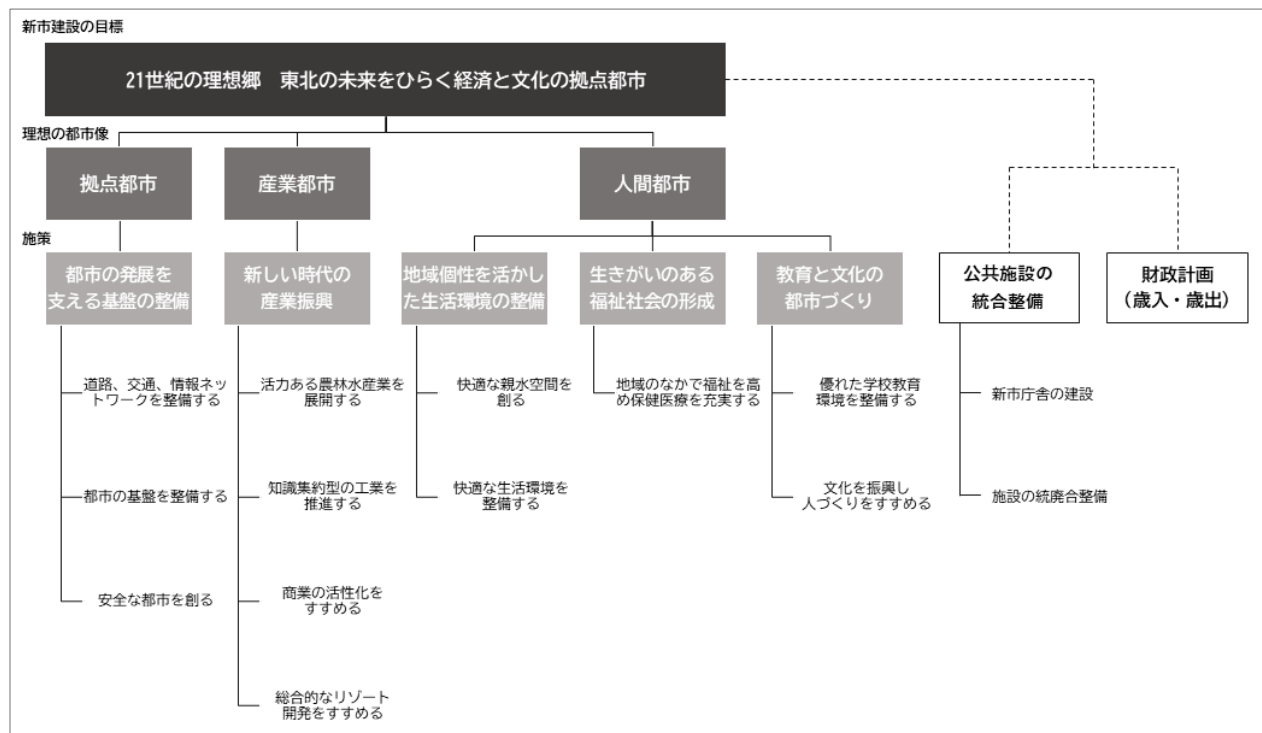 新市建設の目標
21世紀の理想郷　東北の未来をひらく経済と文化の拠点都市
理想の都市像
拠点都市
産業都市
人間都市
施策
都市の発展を
支える基盤の整備
新しい時代の
産業振興
地域個性を活かし
た生活環境の整備
生きがいのある
福祉社会の形成
教育と文化の
都市づくり
公共施設の
統合整備
財政計画
（歳入・歳出）
道路、交通、情報ネッ
トワークを整備する
都市の基盤を整備する
安全な都市を創る
活力ある農林水産業を
展開する
知識集約型の工業を
推進する
商業の活性化を
すすめる
総合的なリゾート
開発をすすめる
快適な親水空間を
創る
快適な生活環境を
整備する
地域のなかで福祉を高
め保健医療を充実する
優れた学校教育
環境を整備する
文化を振興し
人づくりをすすめる
新市庁舎の建設
施設の統廃合整備